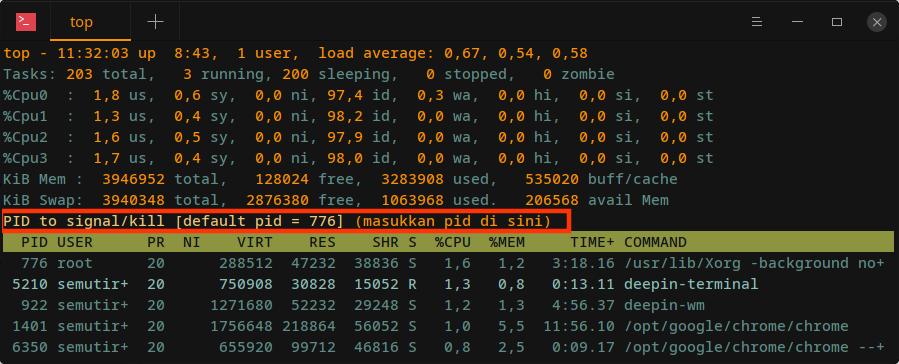 top
top - 11:32:03 up  8:43,  1 user,  load average: 0,67, 0,54, 0,58
Tasks: 203 total,   3 running, 200 sleeping,   0 stopped,   0 zombie
%Cpu0  :  1,8 us,  0,6 sy,  0,0 ni, 97,4 id,  0,3 wa,  0,0 hi,  0,0 si,  0,0 st
%Cpu1  :  1,3 us,  0,4 sy,  0,0 ni, 98,2 id,  0,0 wa,  0,0 hi,  0,0 si,  0,0 st
%Cpu2  :  1,6 us,  0,5 sy,  0,0 ni, 97,9 id,  0,0 wa,  0,0 hi,  0,0 si,  0,0 st
%Cpu3  :  1,7 us,  0,4 sy,  0,0 ni, 98,0 id,  0,0 wa,  0,0 hi,  0,0 si,  0,0 st
KiB Mem :  3946952 total,   128024 free,  3283908 used,   535020 buff/cache
KiB Swap:  3940348 total,  2876380 free,  1063968 used.   206568 avail Mem
PID to signal/kill [default pid = 776] (masukkan pid di sini)
PID USER      PR  NI    VIRT    RES    SHR S  %CPU %MEM     TIME+ COMMAND
776 root      20      288512  47232  38836 S   1,6  1,2   3:18.16 /usr/lib/Xorg -background no+
5210 semutir+  20      750908  30828  15052 R   1,3  0,8   0:13.11 deepin-terminal
922 semutir+  20     1271680  52232  29248 S   1,2  1,3   4:56.37 deepin-wm
1401 semutir+  20     1756648 218864  56052 S   1,0  5,5  11:56.10 /opt/google/chrome/chrome
6350 semutir+  20      655920  99712  46816 S   0,8  2,5   0:09.17 /opt/google/chrome/chrome --+